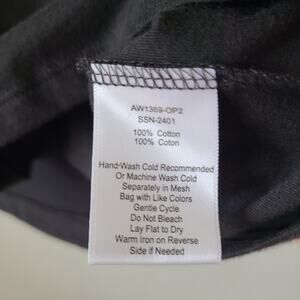 AW1369-OP2
SSN-2401
100% Cotton
100% Coton
Hand-Wash Cold Recommended
Or Machine Wash Cold
Separately in Mesh
Bag with Like Colors
Gentle Cycle
Do Not Bleach
Lay Flat to Dry
Warm Iron on Reverse
Side if Needed